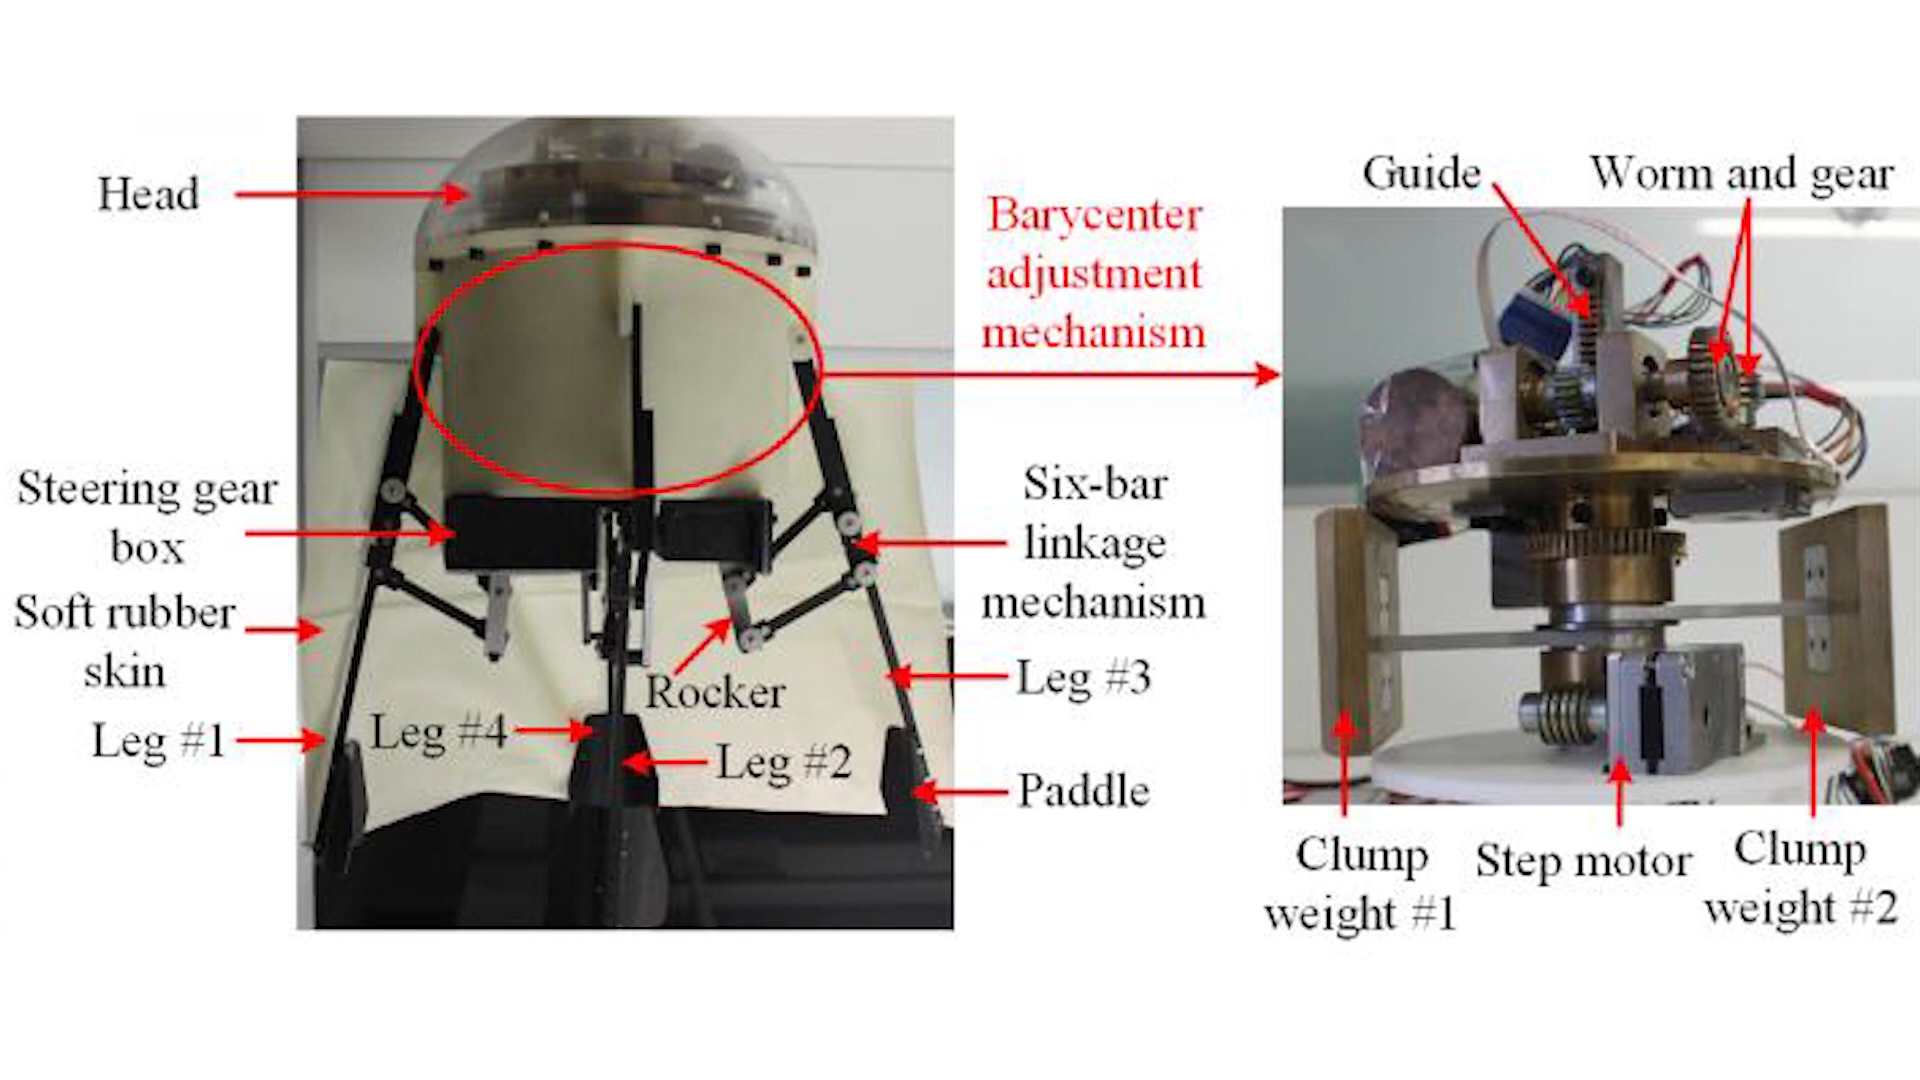 Head
Steering gear
box
Soft rubber
skin
Leg #1
Leg #4
Rocker
Leg #2
Barycenter
adjustment
mechanism
Six-bar
linkage
mechanism
Leg #3
Paddle
Guide
Worm and gear
Clump
weight #1
Step motor
Clump
weight #2